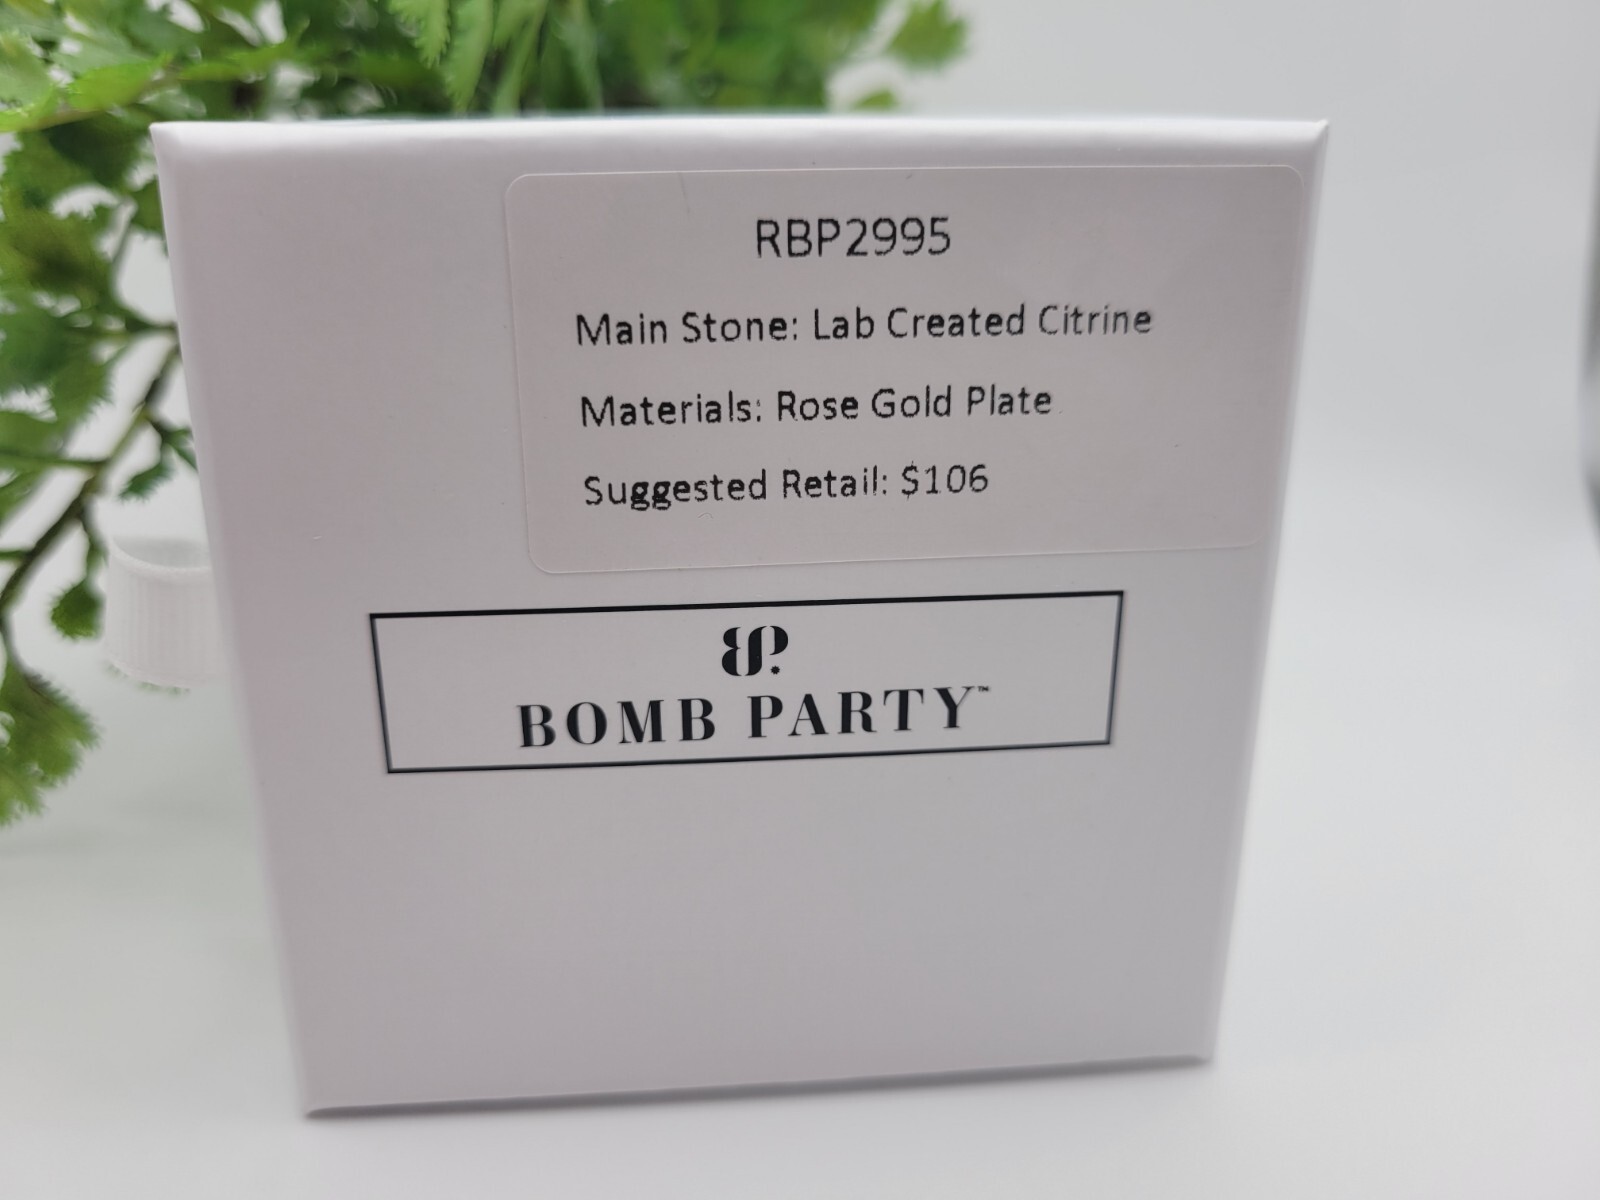 RBP2995
Main Stone: Lab Created Citrine
Materials: Rose Gold Plate
Suggested Retail: $106
BP.
BOMB PARTY™